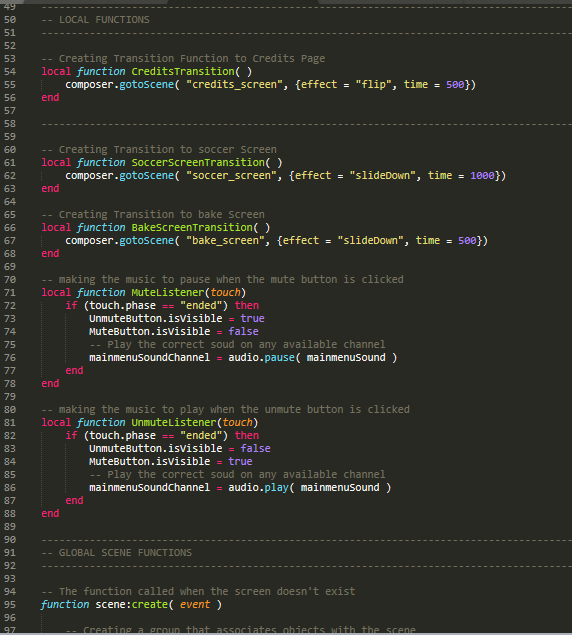 49 --------------------------------------------------------------------------------
50 -- LOCAL FUNCTIONS
51 --------------------------------------------------------------------------------
52
53 -- Creating Transition Function to Credits Page
54 local function CreditsTransition( )
55     composer.gotoScene( "credits_screen", {effect = "flip", time = 500})
56 end
57
58 --------------------------------------------------------------------------------
59
60 -- Creating Transition to soccer Screen
61 local function SoccerScreenTransition( )
62     composer.gotoScene( "soccer_screen", {effect = "slideDown", time = 1000})
63 end
64
65 -- Creating Transition to bake Screen
66 local function BakeScreenTransition( )
67     composer.gotoScene( "bake_screen", {effect = "slideDown", time = 500})
68 end
69
70 -- making the music to pause when the mute button is clicked
71 local function MuteListener(touch)
72     if (touch.phase == "ended") then
73         UnmuteButton.isVisible = true
74         MuteButton.isVisible = false
75         -- Play the correct soud on any available channel
76         mainmenuSoundChannel = audio.pause( mainmenuSound )
77     end
78 end
79
80 -- making the music to play when the unmute button is clicked
81 local function UnmuteListener(touch)
82     if (touch.phase == "ended") then
83         UnmuteButton.isVisible = false
84         MuteButton.isVisible = true
85         -- Play the correct soud on any available channel
86         mainmenuSoundChannel = audio.play( mainmenuSound )
87     end
88 end
89
90 --------------------------------------------------------------------------------
91 -- GLOBAL SCENE FUNCTIONS
92 --------------------------------------------------------------------------------
93
94 -- The function called when the screen doesn't exist
95 function scene:create( event )
96
97     -- Creating a group that associates objects with the scene